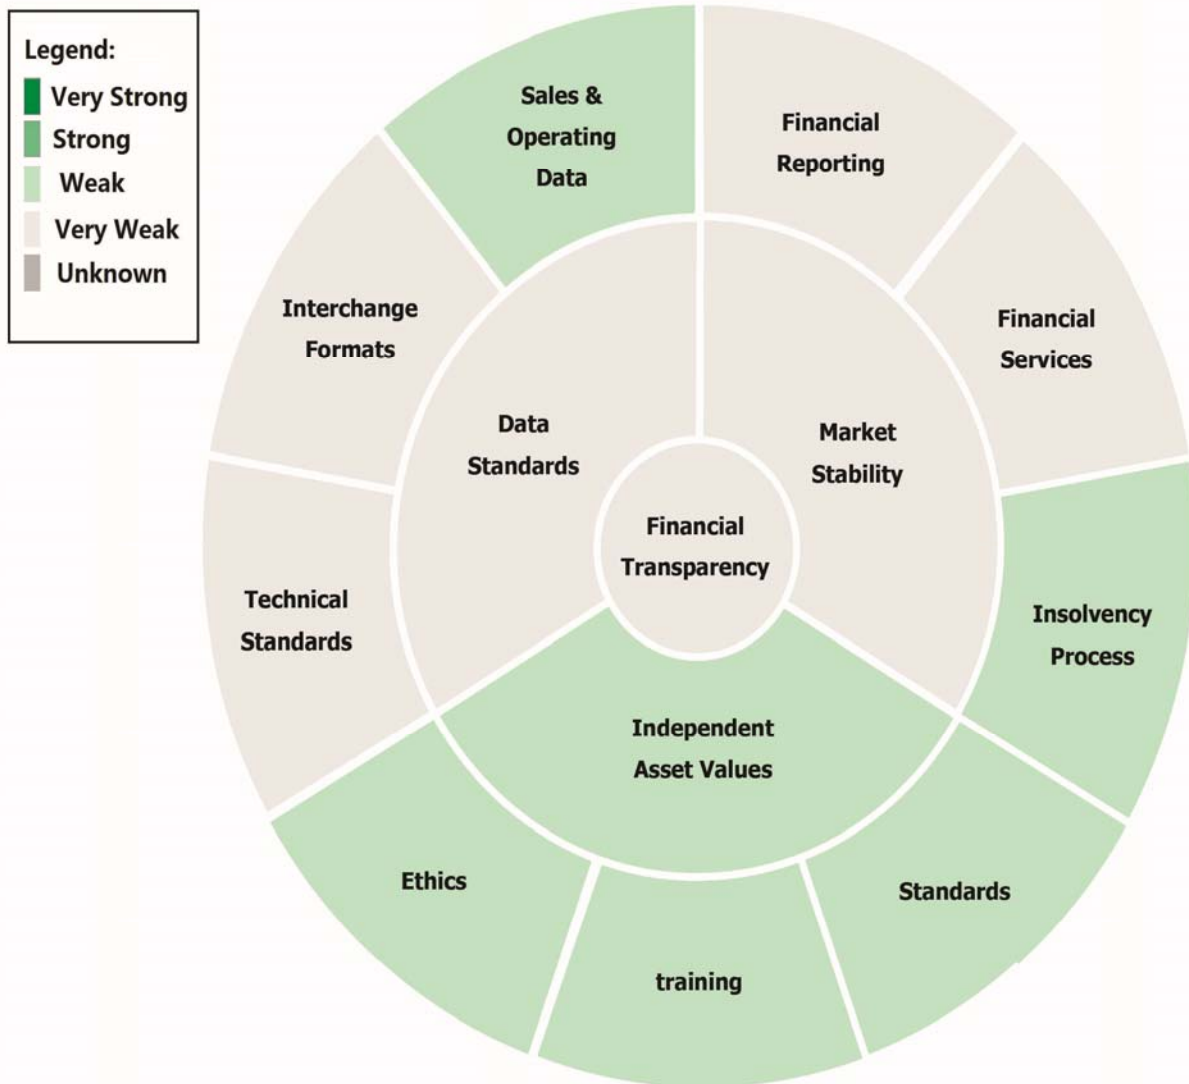 Legend:
Very Strong
Strong
Weak
Very Weak
Unknown
Sales &
Operating
Data
Financial
Reporting
Interchange
Formats
Financial
Services
Data
Standards
Market
Stability
Financial
Transparency
Technical
Standards
Insolvency
Process
Independent
Asset Values
Ethics
Standards
training